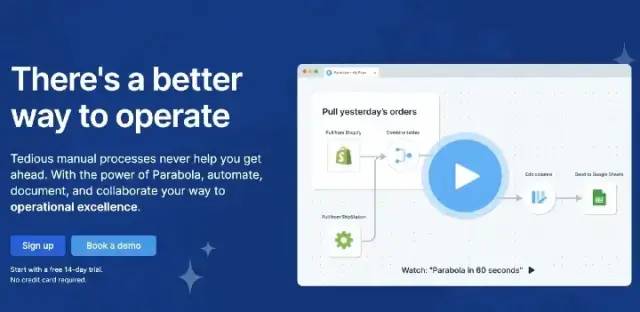 There's a better
way to operate
Tedious manual processes never help you get
ahead. With the power of Parabola, automate,
document, and collaborate your way to
operational excellence.
Sign up
Book a demo
Start with a free 14-day trial.
No credit card required.
Pull yesterday's orders
Pull from Shopify
Combine tables
Pull from ShipStation
Edit columns
Send to Google Sheets
Watch: "Parabola in 60 seconds"